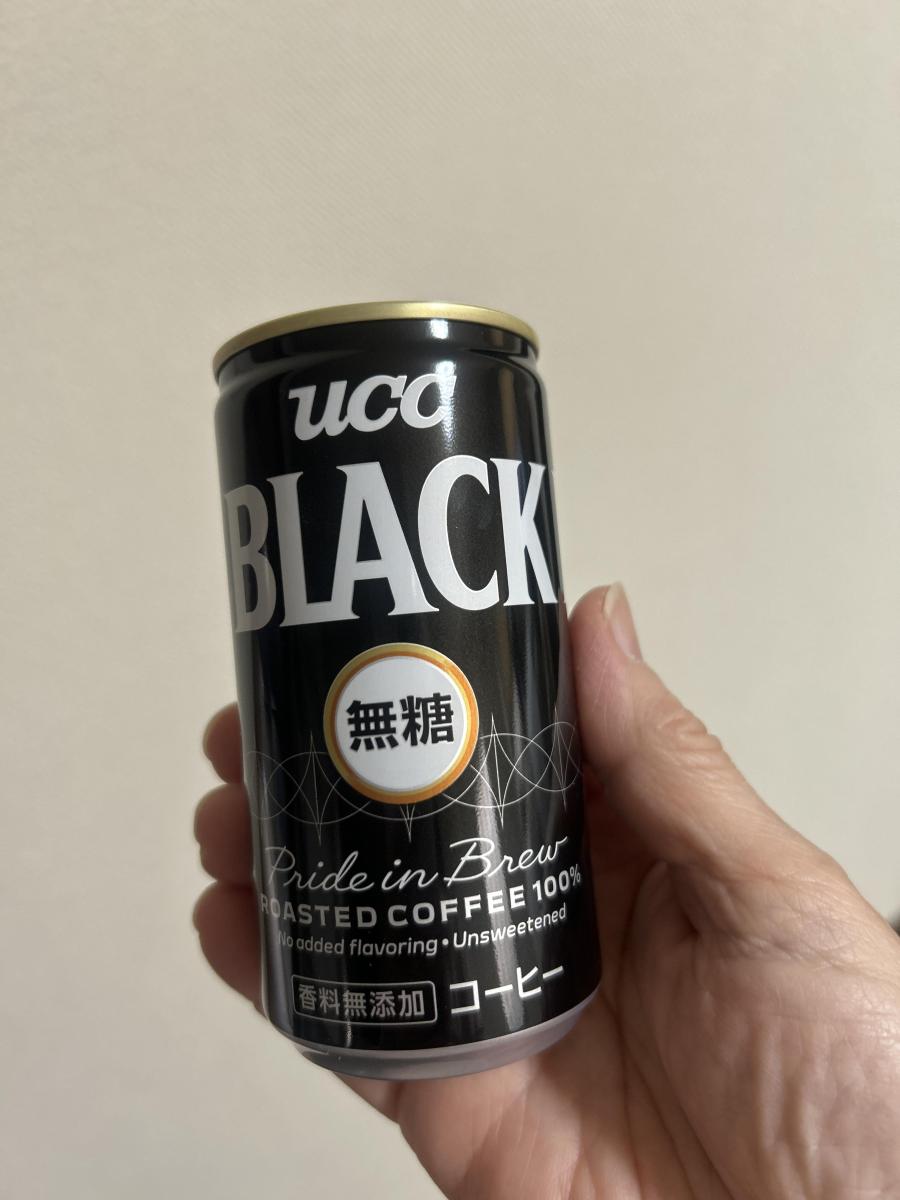 ucc
BLACK
無糖
Pride in Brew
ROASTED COFFEE 100%
No added flavoring・Unsweetened
香料無添加 コーヒー